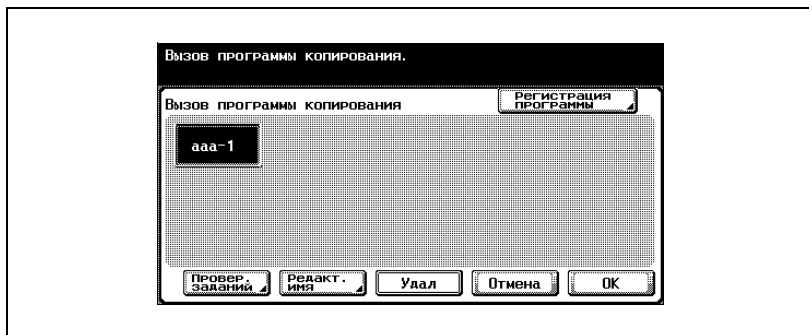 Вызов программы копирования.
Регистрация
программы
Вызов программы копирования
aaa-1
Провер.
заданий
Редакт.
имя
Удал
Отмена
OK